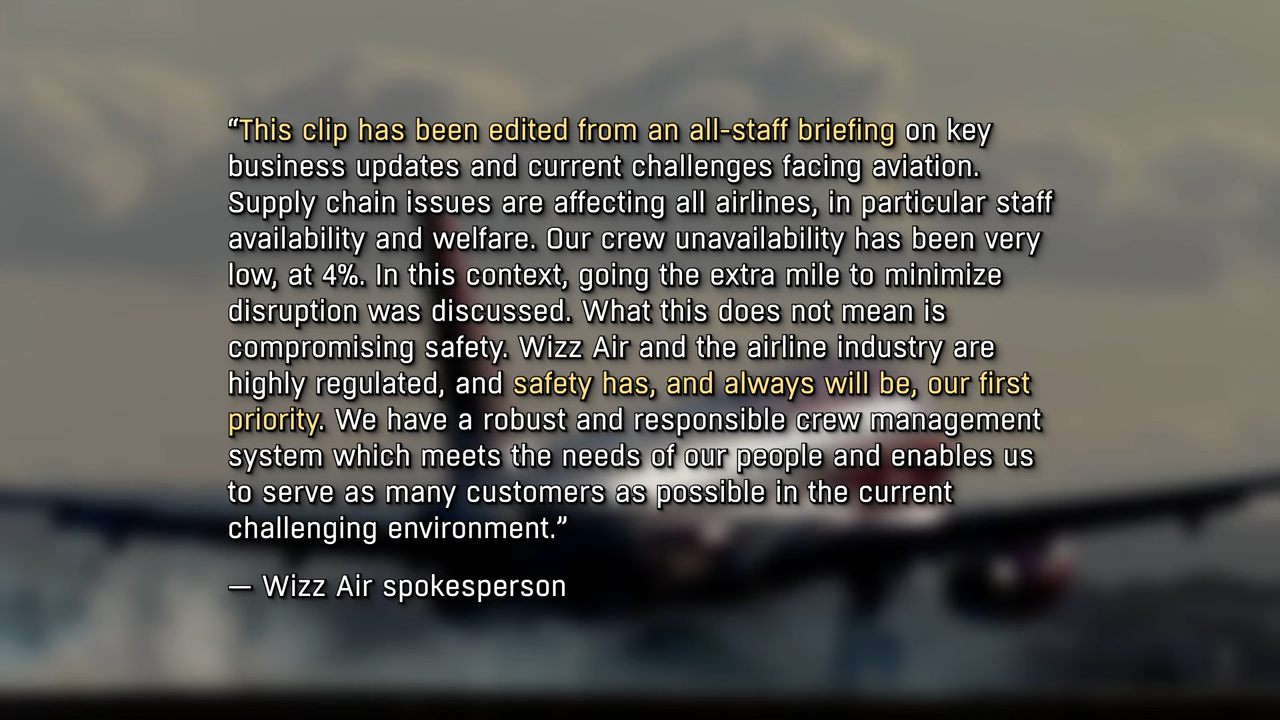 “This clip has been edited from an all-staff briefing on key
business updates and current challenges facing aviation.
Supply chain issues are affecting all airlines, in particular staff
availability and welfare. Our crew unavailability has been very
low, at 4%. In this context, going the extra mile to minimize
disruption was discussed. What this does not mean is
compromising safety. Wizz Air and the airline industry are
highly regulated, and safety has, and always will be, our first
priority. We have a robust and responsible crew management
system which meets the needs of our people and enables us
to serve as many customers as possible in the current
challenging environment.”
— Wizz Air spokesperson